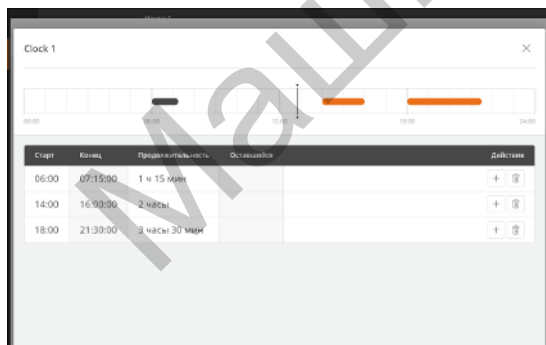 Clock 1
00:00 06:00 12:00 18:00 24:00
Старт Конец Продолжительность Оставшийся Действие
06:00 07:15:00 1 ч 15 мин
14:00 16:00:00 2 часы
18:00 21:30:00 3 часы 30 мин
Маши